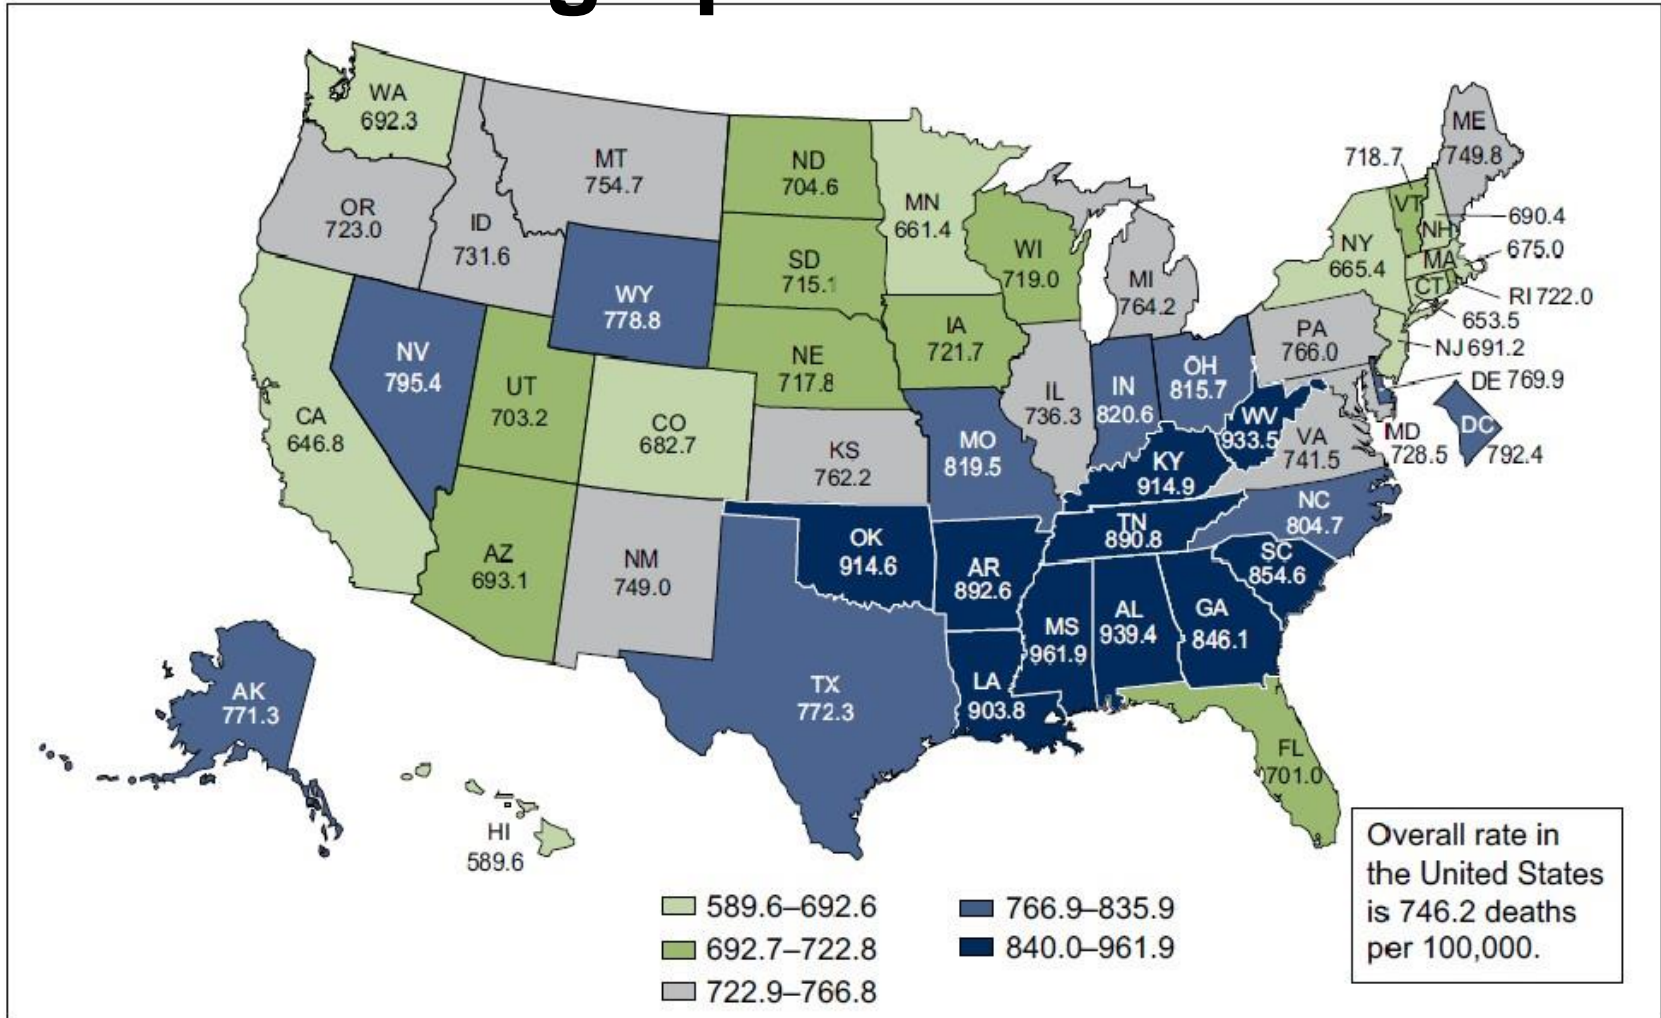 WA
692.3
OR
723.0
CA
646.8
ID
731.6
NV
795.4
MT
754.7
WY
778.8
UT
703.2
AZ
693.1
CO
682.7
NM
749.0
ND
704.6
SD
715.1
NE
717.8
KS
762.2
OK
914.6
TX
772.3
MN
661.4
IA
721.7
MO
819.5
AR
892.6
LA
903.8
WI
719.0
IL
736.3
MI
764.2
IN
820.6
OH
815.7
KY
914.9
TN
890.8
MS
961.9
AL
939.4
GA
846.1
FL
701.0
SC
854.6
NC
804.7
WV
933.5
VA
741.5
PA
766.0
NY
665.4
718.7
VT
ME
749.8
NH
690.4
MA
675.0
CT
RI 722.0
653.5
NJ 691.2
DE 769.9
MD
728.5
DC
792.4
AK
771.3
HI
589.6
589.6–692.6
692.7–722.8
722.9–766.8
766.9–835.9
840.0–961.9
Overall rate in
the United States
is 746.2 deaths
per 100,000.